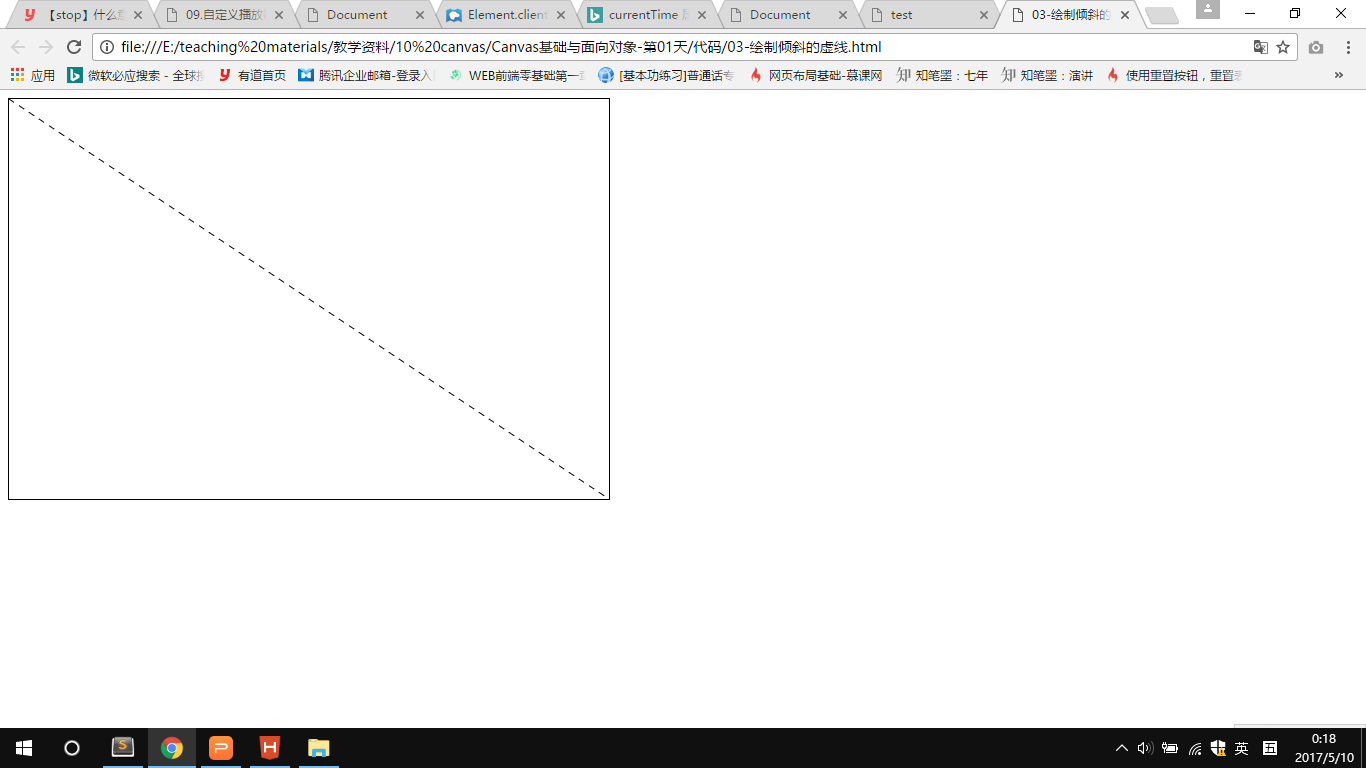 【stop】什么意
09.自定义播放
Document
Element.client
currentTime 属
Document
test
03-绘制倾斜的
file:///E:/teaching%20materials/教学资料/10%20canvas/Canvas基础与面向对象-第01天/代码/03-绘制倾斜的虚线.html
应用
微软必应搜索 - 全球搜
有道首页
腾讯企业邮箱-登录入
WEB前端零基础第一
[基本功练习]普通话专
网页布局基础-慕课网
知乎
知笔墨：七年
知笔墨：演讲
使用重置按钮，重置
»
英
0:18
2017/5/10